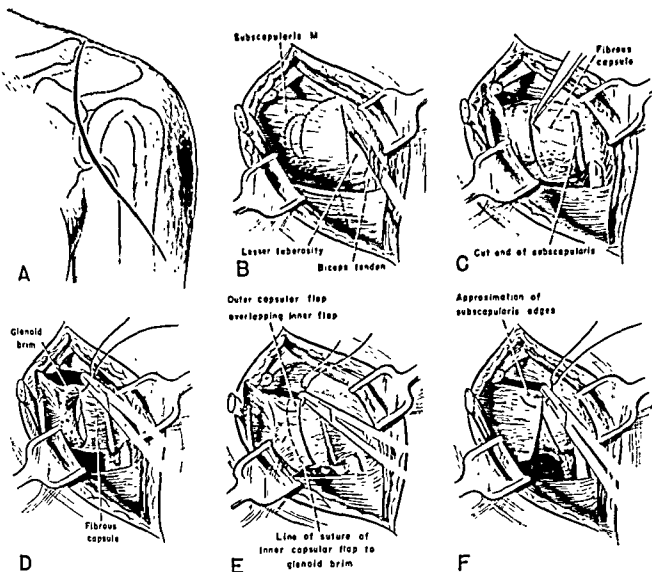 A
Subscapularis M
Lesser tuberosity
Biceps tendon
B
Fibrous
capsule
Cut end of subscapularis
C
Glenoid
brim
Fibrous
capsule
D
Outer capsular flap
overlapping inner flap
Line of suture of
inner capsular flap to
glenoid brim
E
Approximation of
subscapularis edges
F